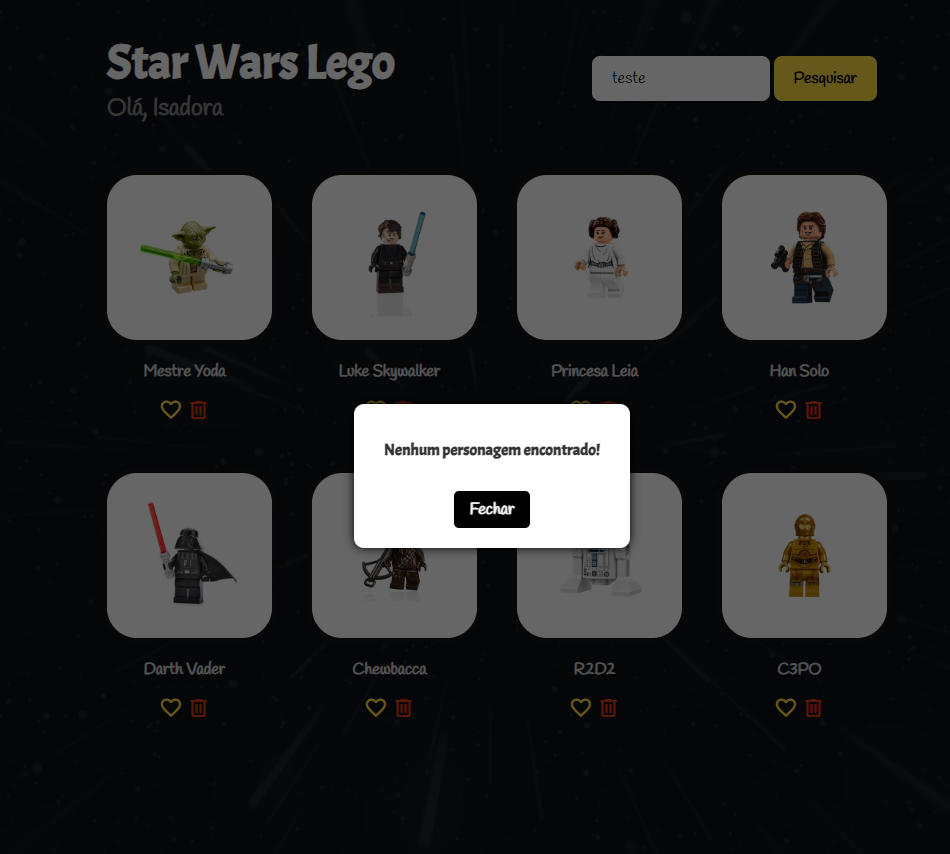 Star Wars Lego
Olá, Isadora
teste
Pesquisar
Mestre Yoda
Luke Skywalker
Princesa Leia
Han Solo
Nenhum personagem encontrado!
Fechar
Darth Vader
Chewbacca
R2D2
C3PO